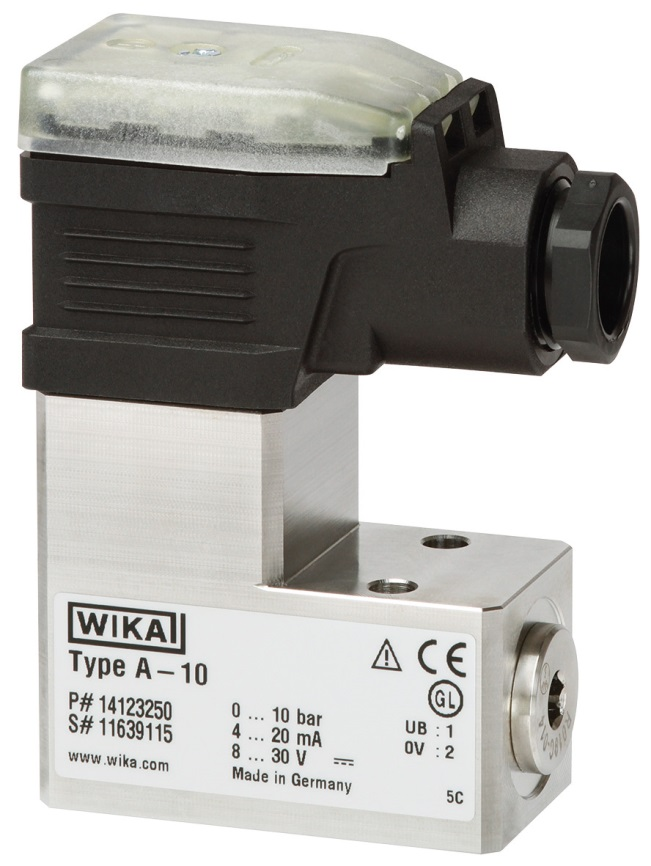 WIKA
Type A-10
P# 14123250
S# 11639115
www.wika.com
0 ... 10 bar
4 ... 20 mA
8 ... 30 V
Made in Germany
CE
GL
UB : 1
0V : 2
5C